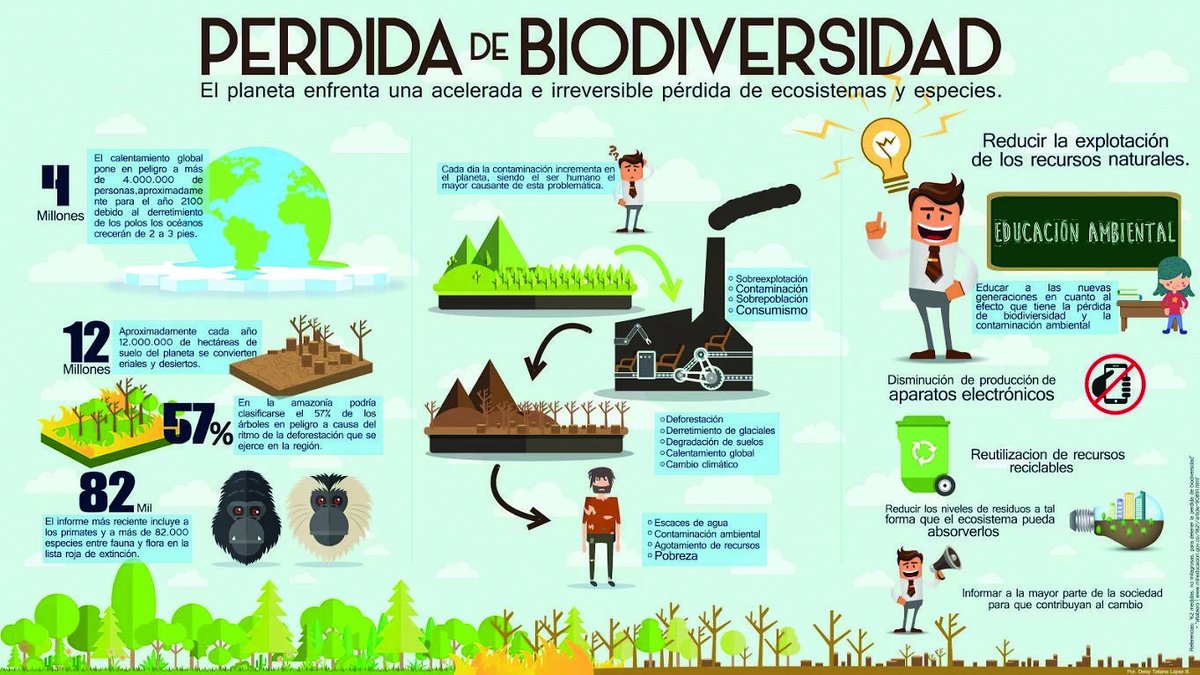 PERDIDA DE BIODIVERSIDAD
El planeta enfrenta una acelerada e irreversible pérdida de ecosistemas y especies.
4
Millones
El calentamiento global
pone en peligro a más
de 4.000.000 de
personas,aproximadame
nte para el año 2100
debido al derretimiento
de los polos los océanos
crecerán de 2 a 3 pies.
12
Millones
Aproximadamente cada año
12.000.000 de hectáreas de
suelo del planeta se convierten
eriales y desiertos.
57%
En la amazonía podría
clasificarse el 57% de los
árboles en peligro a causa del
ritmo de la deforestación que se
ejerce en la región.
82
Mil
El informe más reciente incluye a
los primates y a más de 82.000
especies entre fauna y flora en la
lista roja de extinción.
Cada día la contaminación incrementa en
el planeta, siendo el ser humano el
mayor causante de esta problemática.
???
Sobreexplotación
Contaminación
Sobrepoblación
Consumismo
Deforestación
Derretimiento de glaciales
Degradación de suelos
Calentamiento global
Cambio climático
Escaces de agua
Contaminación ambiental
Agotamiento de recursos
Pobreza
Reducir la explotación
de los recursos naturales.
EDUCACIÓN AMBIENTAL
Educar a las nuevas
generaciones en cuanto al
efecto que tiene la pérdida
de biodiversidad y la
contaminación ambiental
Disminución de producción de
aparatos electrónicos
Reutilizacion de recursos
reciclables
Reducir los niveles de residuos a tal
forma que el ecosistema pueda
absorverlos
Informar a la mayor parte de la sociedad
para que contribuyan al cambio
Por: Deisy Tatiana López D.